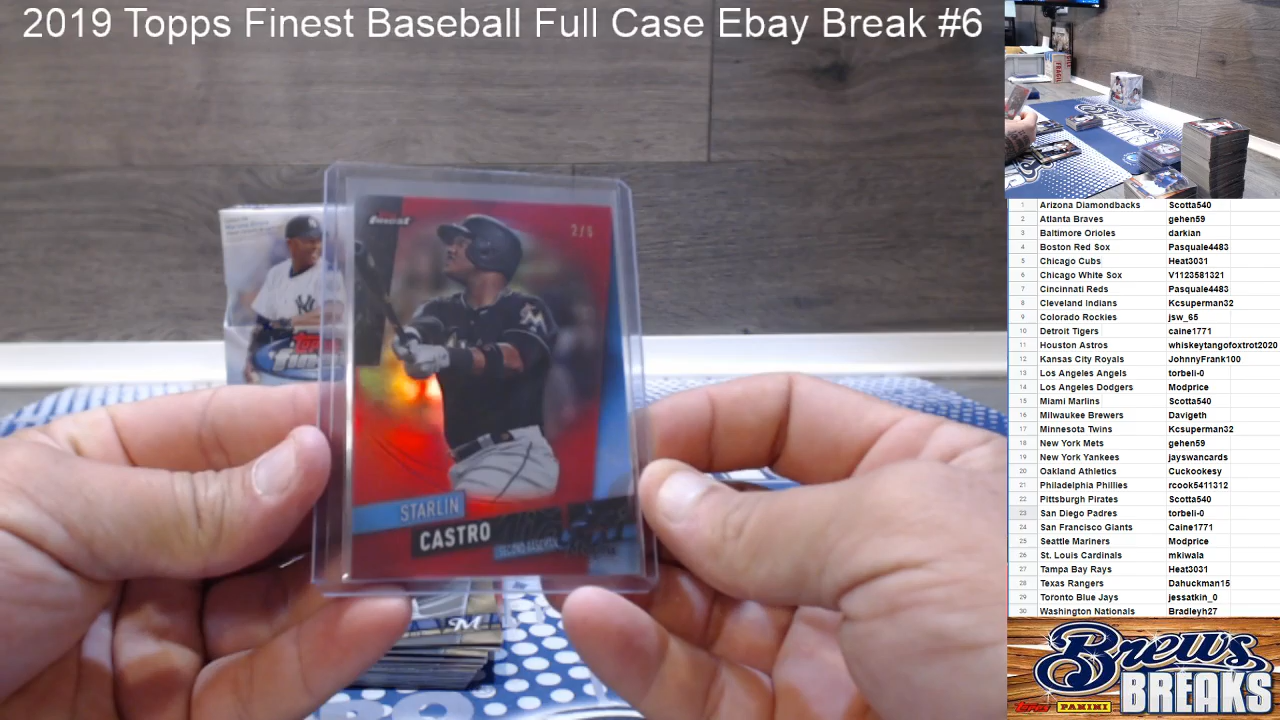 2019 Topps Finest Baseball Full Case Ebay Break #6
finest
2/5
STARLIN
CASTRO
SECOND BASEMAN
TOPPS
M
FRAGILE
Brews
1 Arizona Diamondbacks Scotta540
2 Atlanta Braves gehen59
3 Baltimore Orioles darkian
4 Boston Red Sox Pasquale4483
5 Chicago Cubs Heat3031
6 Chicago White Sox V1123581321
7 Cincinnati Reds Pasquale4483
8 Cleveland Indians Kcsuperman32
9 Colorado Rockies jsw_65
10 Detroit Tigers caine1771
11 Houston Astros whiskeytangofoxtrot2020
12 Kansas City Royals JohnnyFrank100
13 Los Angeles Angels torbeli-0
14 Los Angeles Dodgers Modprice
15 Miami Marlins Scotta540
16 Milwaukee Brewers Davigeth
17 Minnesota Twins Kcsuperman32
18 New York Mets gehen59
19 New York Yankees jayswancards
20 Oakland Athletics Cuckookesy
21 Philadelphia Phillies rcook5411312
22 Pittsburgh Pirates Scotta540
23 San Diego Padres torbeli-0
24 San Francisco Giants Caine1771
25 Seattle Mariners Modprice
26 St. Louis Cardinals mkiwala
27 Tampa Bay Rays Heat3031
28 Texas Rangers Dahuckman15
29 Toronto Blue Jays jessatkin_0
30 Washington Nationals Bradleyh27
Brews
BREAKS
Topps PANINI